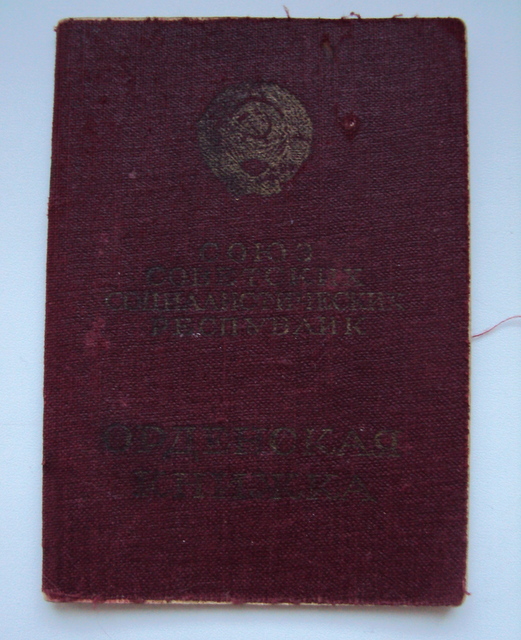 СОЮЗ
СОВЕТСКИХ
СОЦИАЛИСТИЧЕСКИХ
РЕСПУБЛИК
ОРДЕНСКАЯ
КНИЖКА